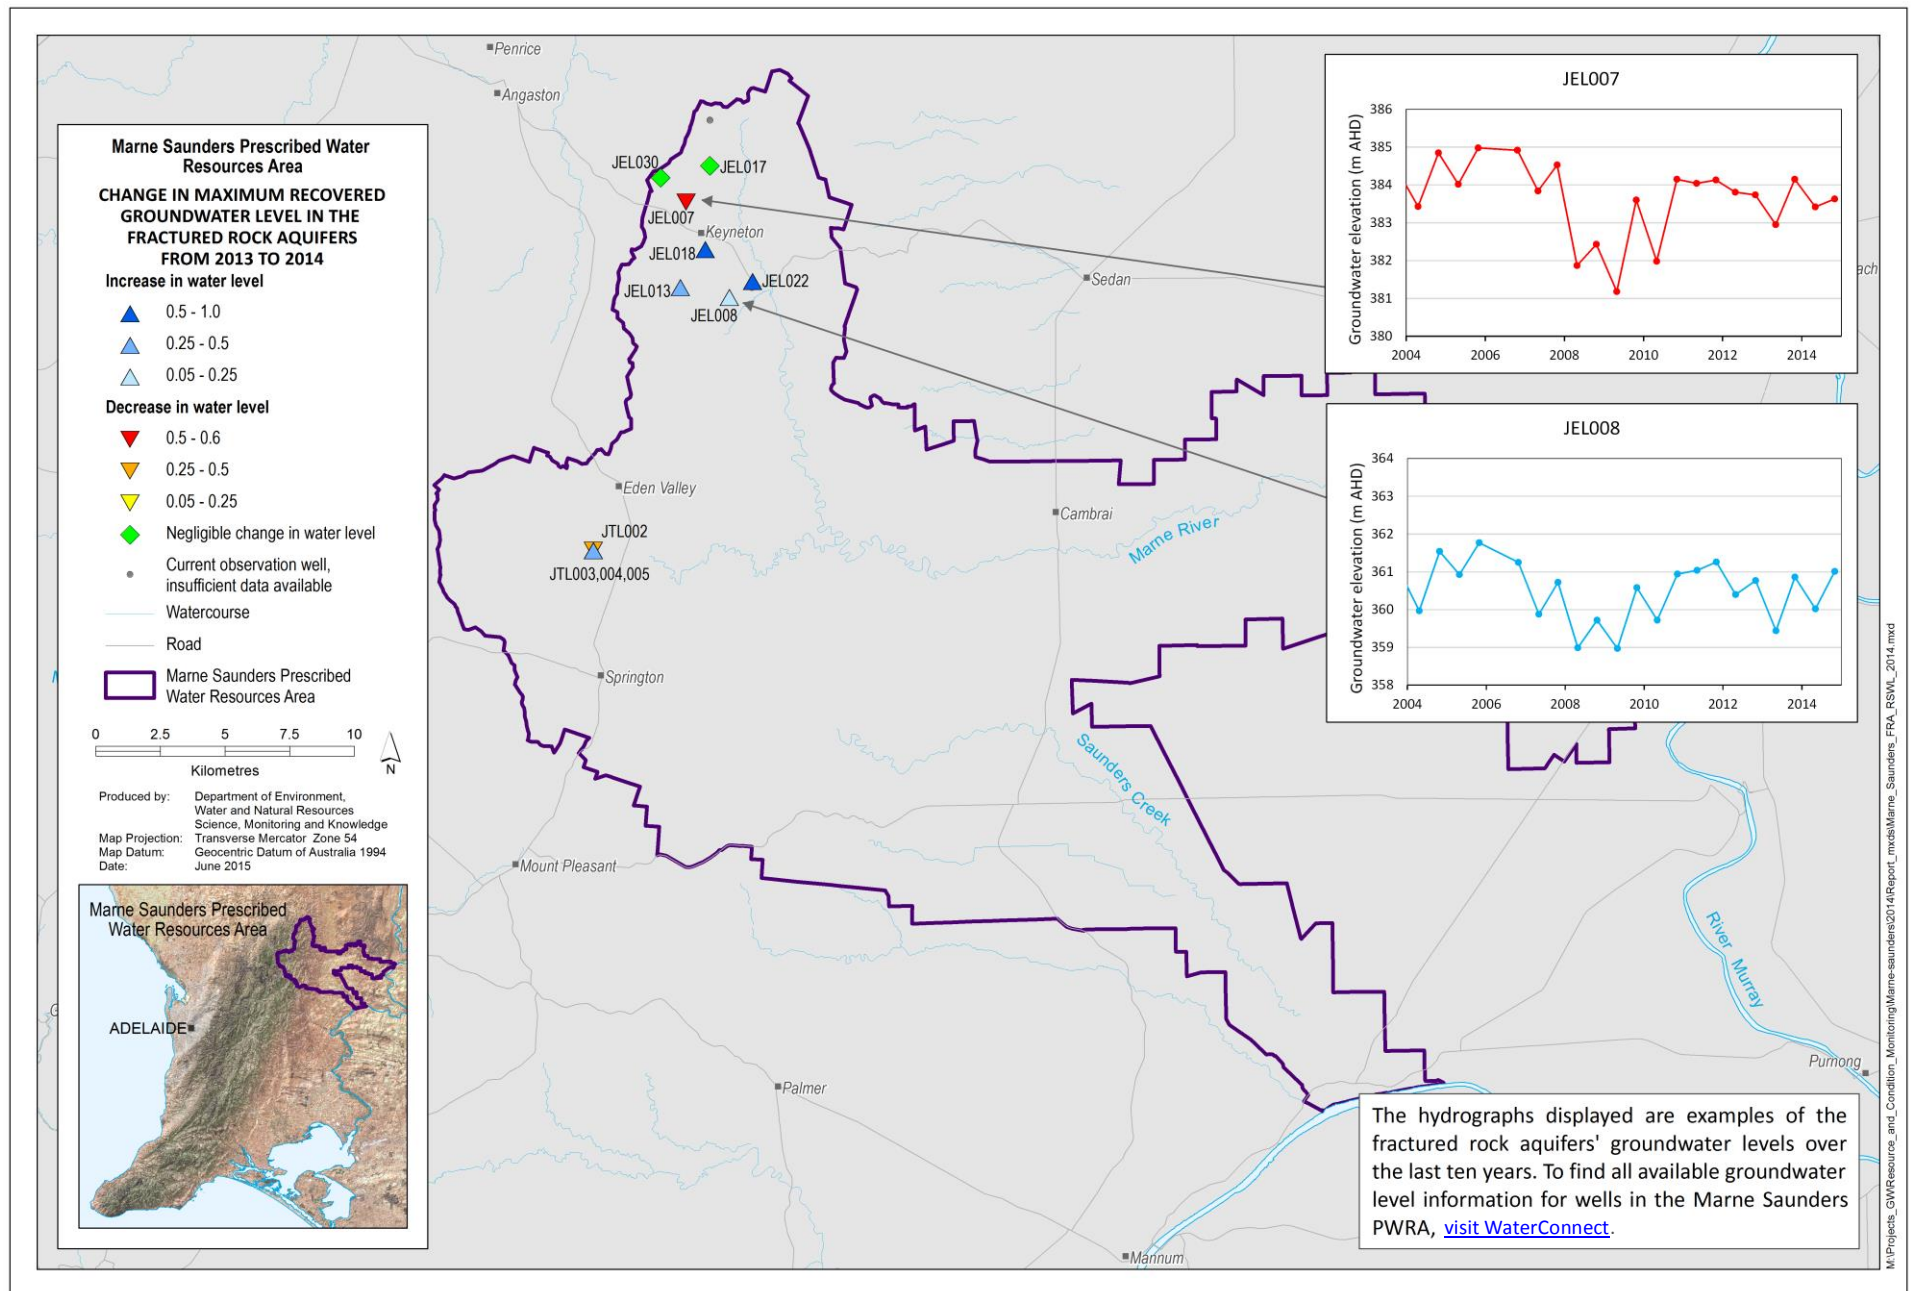 Penrice
Angaston
JEL030
JEL017
JEL007
Keyneton
JEL018
JEL022
JEL013
JEL008
Sedan
Eden Valley
Cambrai
Marne River
JTL002
JTL003,004,005
Springton
Saunders Creek
Mount Pleasant
River Murray
Purnong
Palmer
Mannum
ach
Marne Saunders Prescribed Water
Resources Area
CHANGE IN MAXIMUM RECOVERED
GROUNDWATER LEVEL IN THE
FRACTURED ROCK AQUIFERS
FROM 2013 TO 2014
Increase in water level
0.5 - 1.0
0.25 - 0.5
0.05 - 0.25
Decrease in water level
0.5 - 0.6
0.25 - 0.5
0.05 - 0.25
Negligible change in water level
Current observation well,
insufficient data available
Watercourse
Road
Marne Saunders Prescribed
Water Resources Area
0 2.5 5 7.5 10
Kilometres
N
Produced by: Department of Environment,
Water and Natural Resources
Science, Monitoring and Knowledge
Map Projection: Transverse Mercator Zone 54
Map Datum: Geocentric Datum of Australia 1994
Date: June 2015
Marne Saunders Prescribed
Water Resources Area
ADELAIDE
JEL007
Groundwater elevation (m AHD)
386
385
384
383
382
381
380
2004 2006 2008 2010 2012 2014
JEL008
Groundwater elevation (m AHD)
364
363
362
361
360
359
358
2004 2006 2008 2010 2012 2014
The hydrographs displayed are examples of the
fractured rock aquifers' groundwater levels over
the last ten years. To find all available groundwater
level information for wells in the Marne Saunders
PWRA, visit WaterConnect.
M:\Projects_GW\Resource_and_Condition_Monitoring\Marne-saunders\2014\Report_mxds\Marne_Saunders_FRA_RSWL_2014.mxd